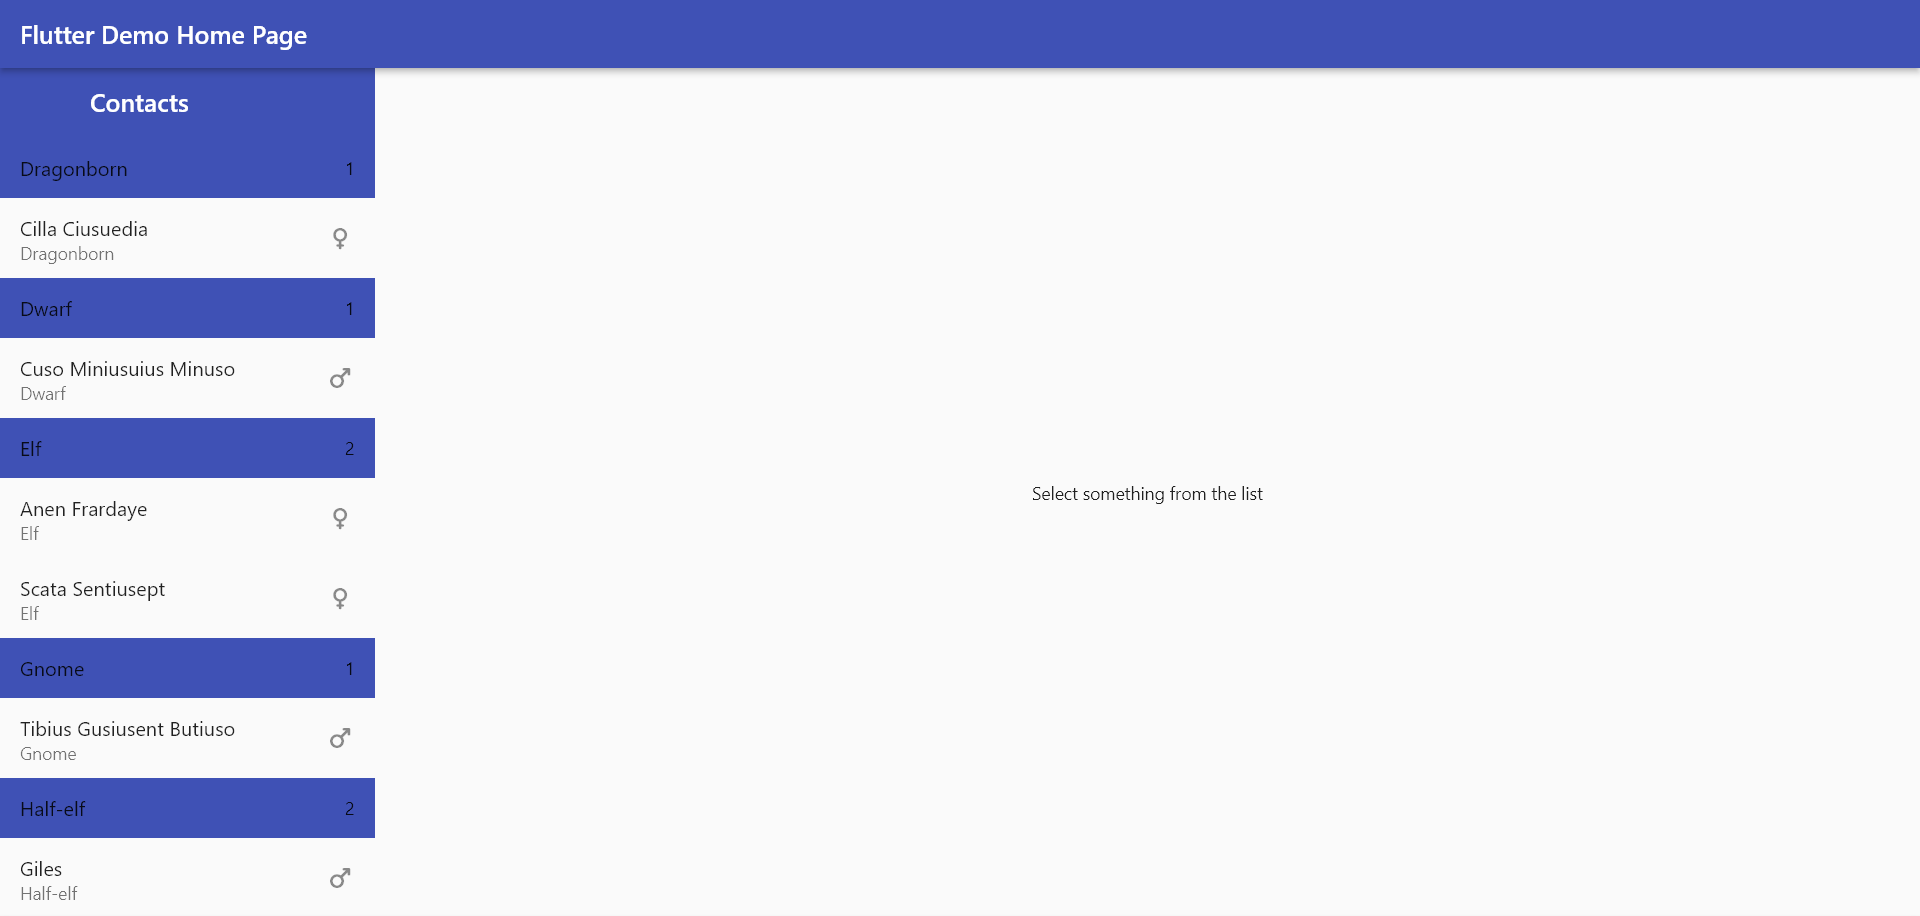 Flutter Demo Home Page
Contacts
Dragonborn 1
Cilla Ciusuedia
Dragonborn
Dwarf 1
Cuso Miniusuius Minuso
Dwarf
Elf 2
Anen Frardaye
Elf
Scata Sentiusept
Elf
Gnome 1
Tibius Gusiusent Butiuso
Gnome
Half-elf 2
Giles
Half-elf
Select something from the list